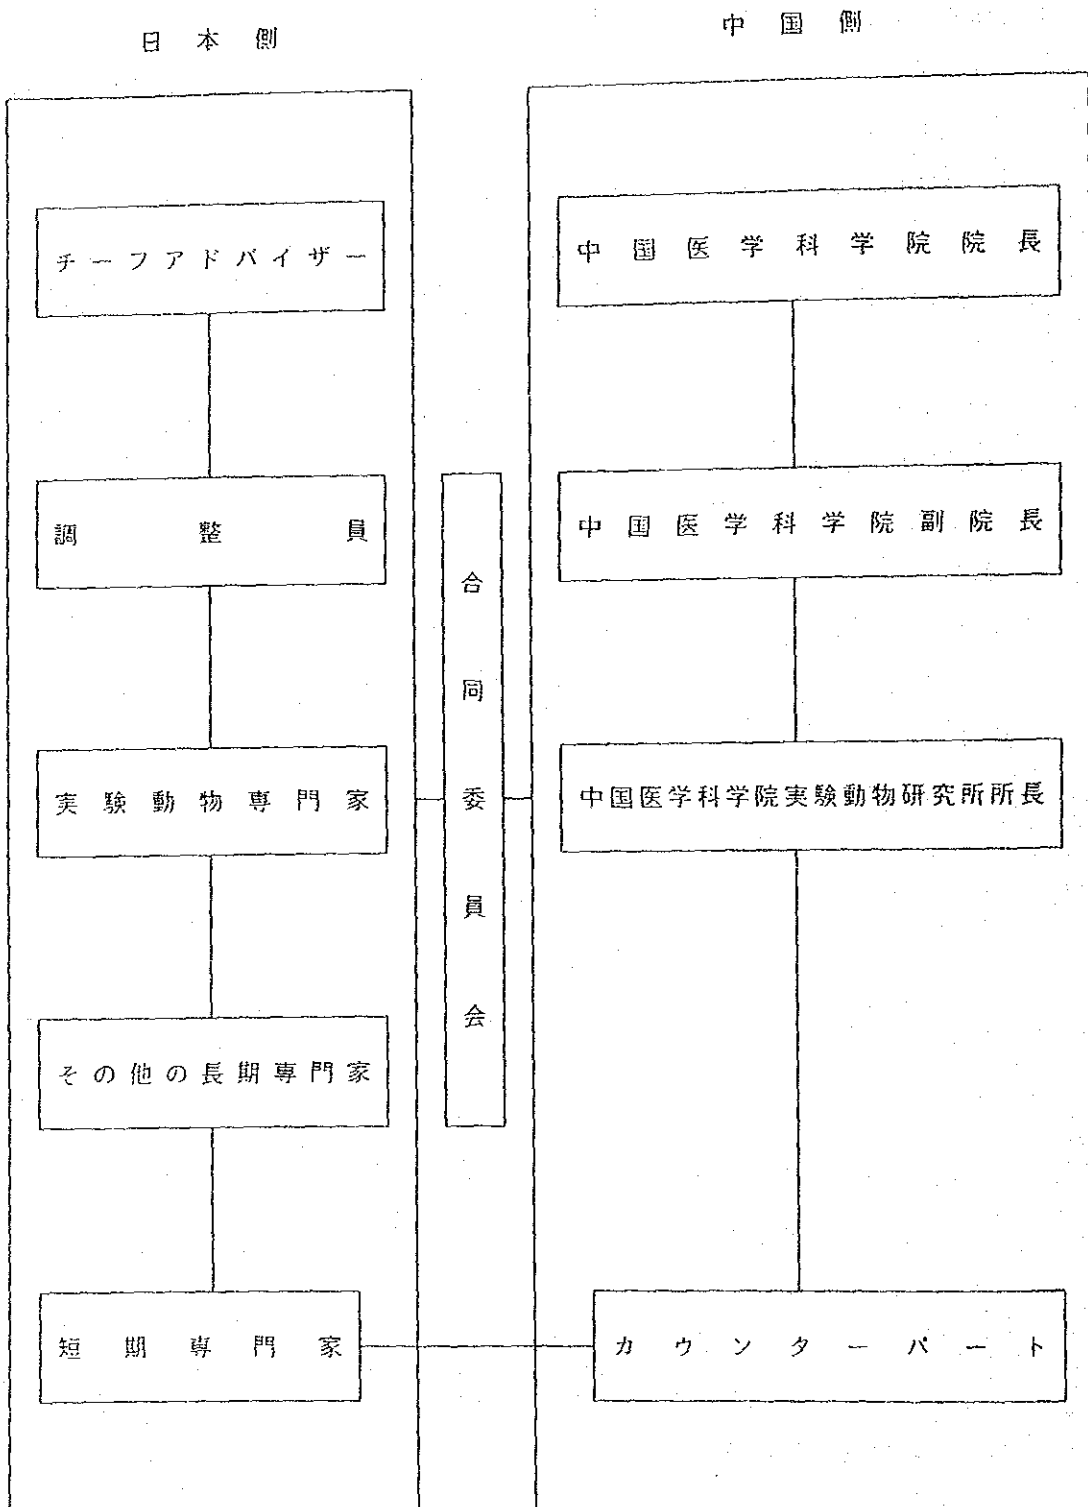 日本側
中国側
チーフアドバイザー
調整員
実験動物専門家
その他の長期専門家
短期専門家
合同委員会
中国医学科学院院長
中国医学科学院副院長
中国医学科学院実験動物研究所所長
カウンターパート